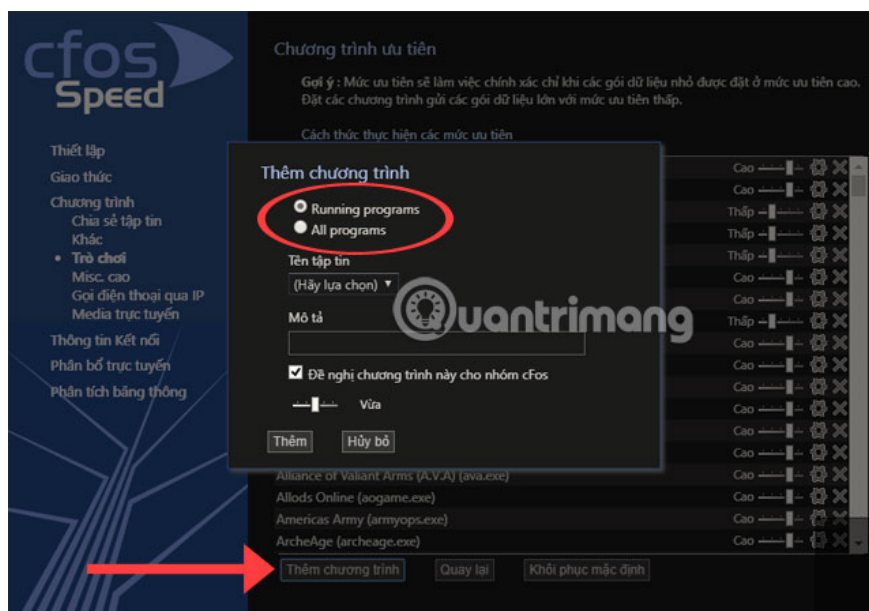 cfos
Speed
Thiết lập
Giao thức
Chương trình
Chia sẻ tập tin
Khác
• Trò chơi
Misc. cao
Gọi điện thoại qua IP
Media trực tuyến
Thông tin Kết nối
Phân bổ trực tuyến
Phân tích băng thông
Chương trình ưu tiên
Gợi ý : Mức ưu tiên sẽ làm việc chính xác chỉ khi các gói dữ liệu nhỏ được đặt ở mức ưu tiên cao.
Đặt các chương trình gửi các gói dữ liệu lớn với mức ưu tiên thấp.
Cách thức thực hiện các mức ưu tiên
Thêm chương trình
Running programs
All programs
Tên tập tin
(Hãy lựa chọn)
Mô tả
Đề nghị chương trình này cho nhóm cFos
Vừa
Thêm Hủy bỏ
Quantrimang
Cao
Cao
Thấp
Thấp
Thấp
Cao
Cao
Thấp
Cao
Cao
Cao
Cao
Cao
Cao
Alliance of Valiant Arms (A.V.A) (ava.exe) Cao
Allods Online (aogame.exe) Cao
Americas Army (armyops.exe) Cao
ArcheAge (archeage.exe) Cao
Thêm chương trình Quay lại Khôi phục mặc định